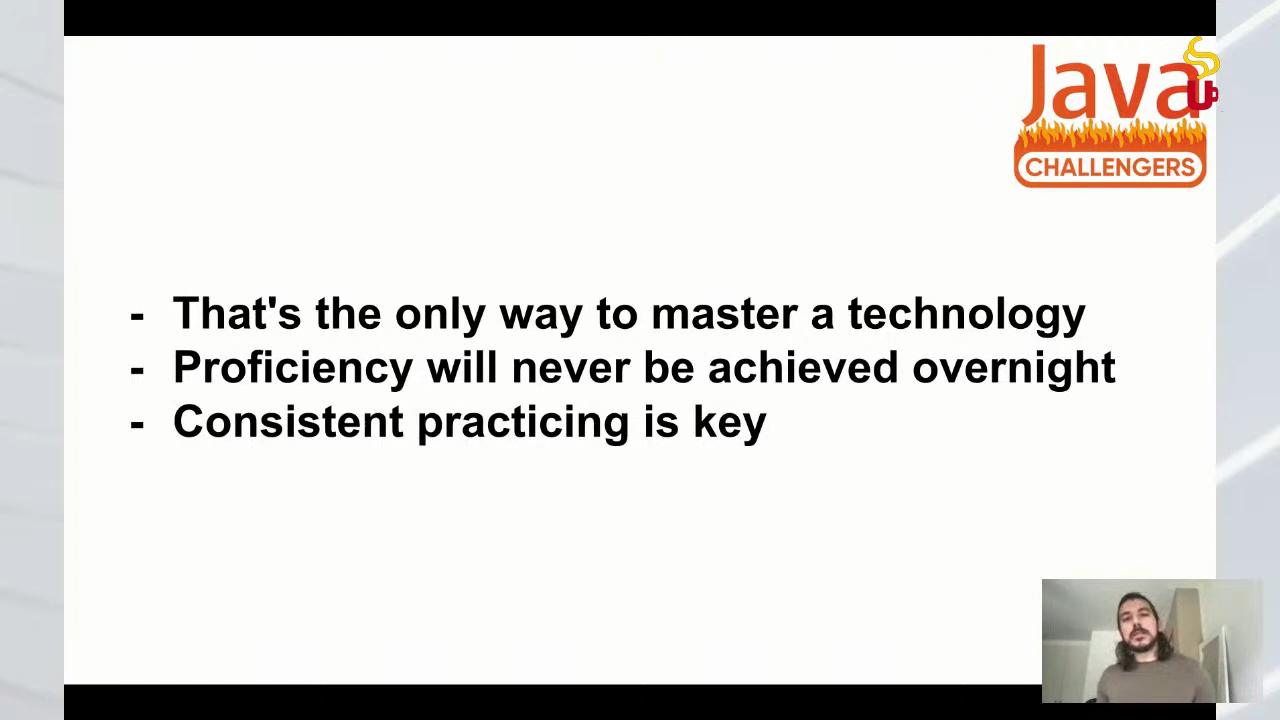 Java
CHALLENGERS
- That's the only way to master a technology
- Proficiency will never be achieved overnight
- Consistent practicing is key